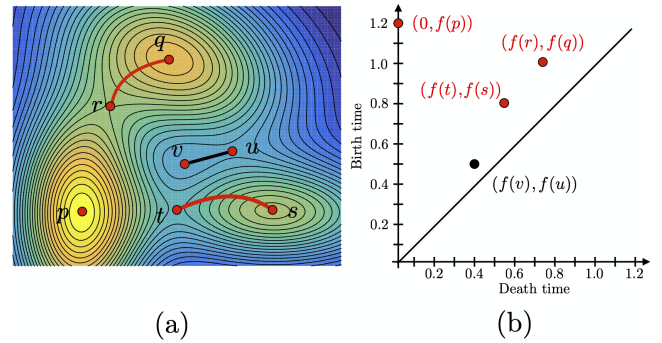 q
r
v
u
p
t
s
1.2
1.0
0.8
0.6
0.4
0.2
Birth time
(0, f(p))
(f(r), f(q))
(f(t), f(s))
(f(v), f(u))
0.2 0.4 0.6 0.8 1.0 1.2
Death time
(a)
(b)